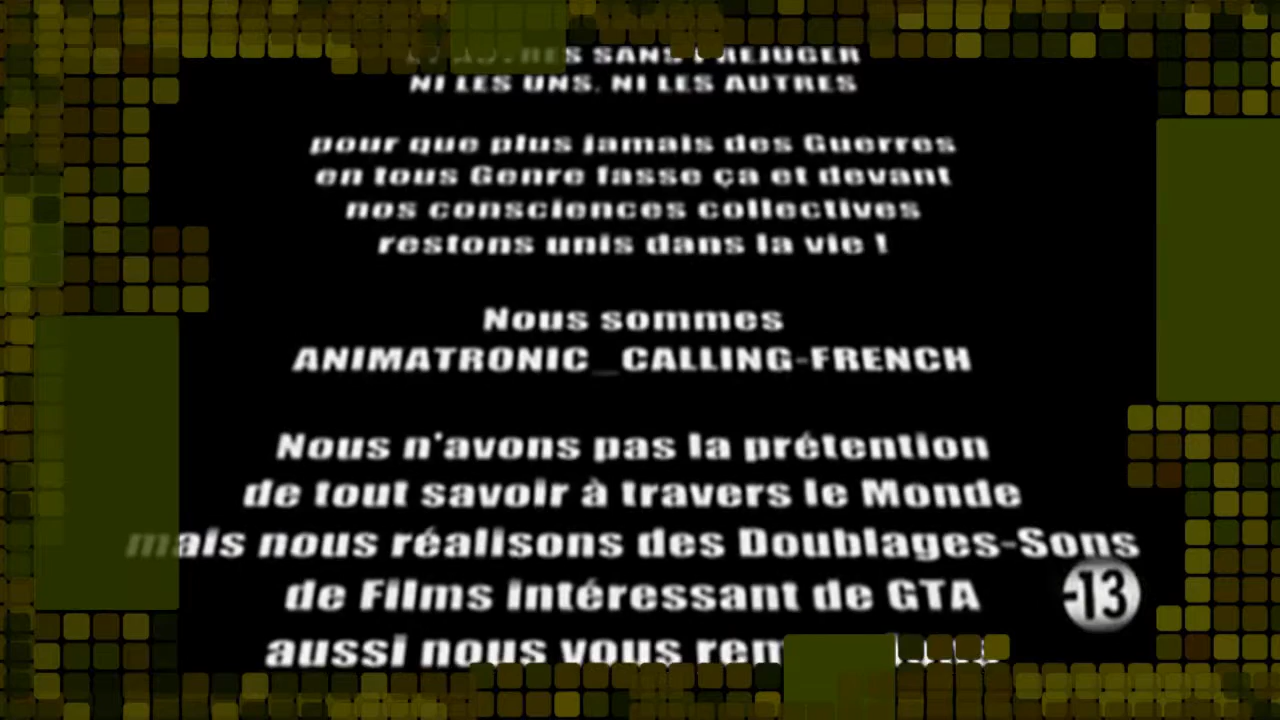 SANS PREJUGER
NI LES UNS. NI LES AUTRES
pour que plus jamais des Guerres
en tous Genre fasse ça et devant
nos consciences collectives
restons unis dans la vie !
Nous sommes
ANIMATRONIC_CALLING-FRENCH
Nous n'avons pas la prétention
de tout savoir à travers le Monde
mais nous réalisons des Doublages-Sons
de Films intéressant de GTA
-13
aussi nous vous